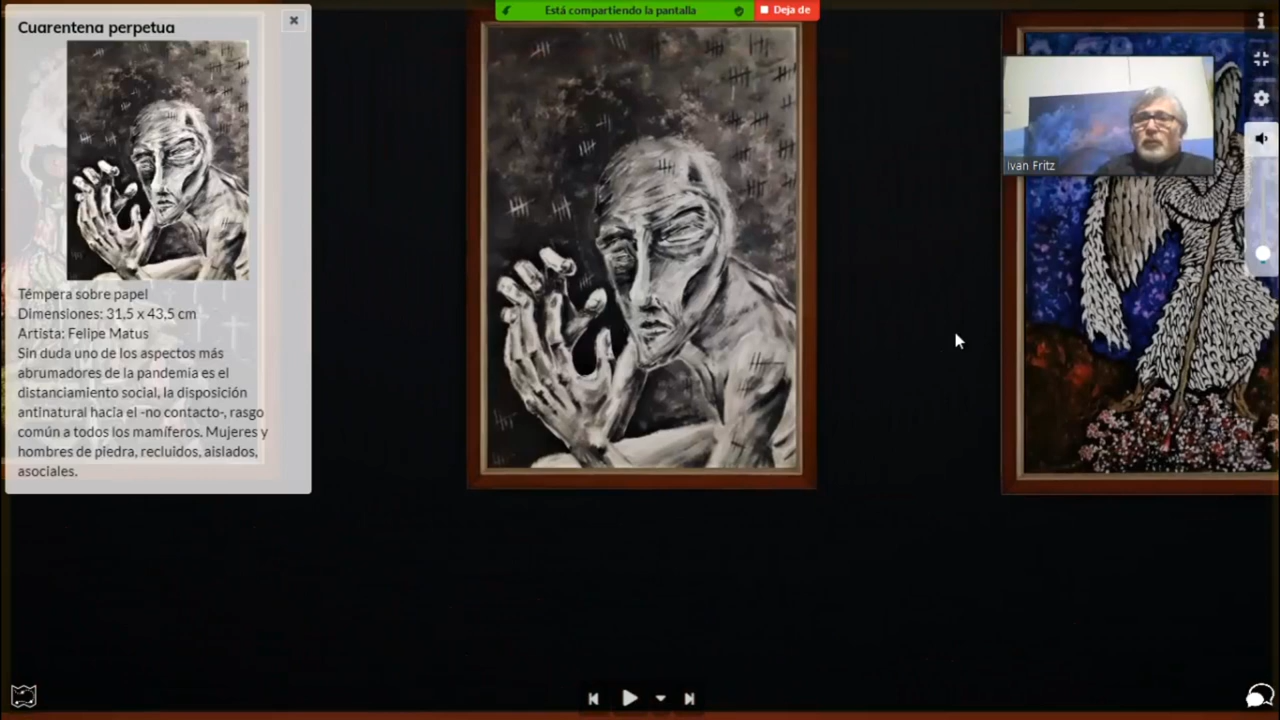 Cuarentena perpetua
Témpera sobre papel
Dimensiones: 31,5 x 43,5 cm
Artista: Felipe Matus
Sin duda uno de los aspectos más
abrumadores de la pandemia es el
distanciamiento social, la disposición
antinatural hacia el -no contacto-, rasgo
común a todos los mamíferos. Mujeres y
hombres de piedra, recluidos, aislados,
asociales.
Está compartiendo la pantalla
Deja de
Ivan Fritz